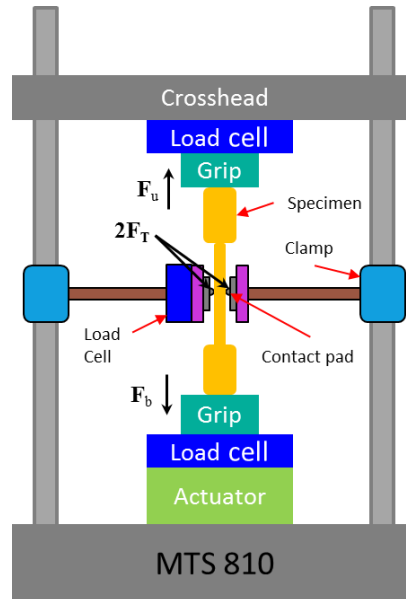 Crosshead
Load cell
Grip
Fu
Specimen
2FT
Clamp
Load
Cell
Contact pad
Fb
Grip
Load cell
Actuator
MTS 810